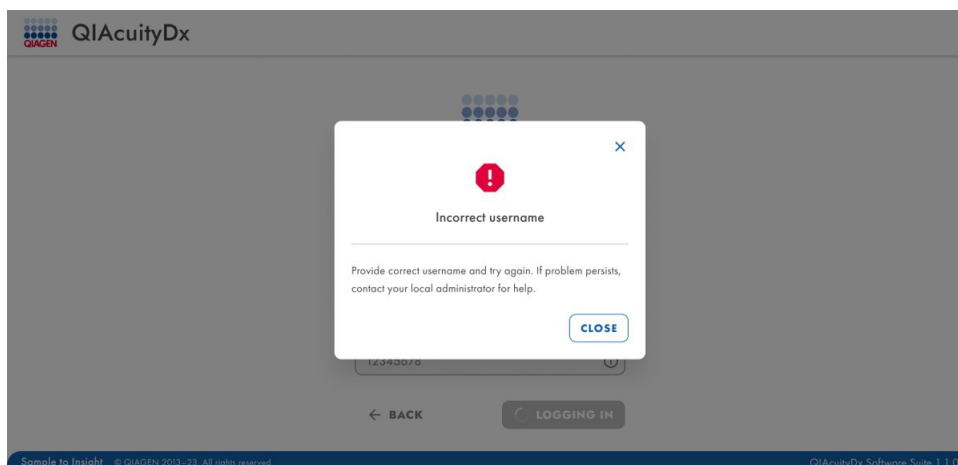 QIAGEN
QIAcuityDx
Incorrect username
Provide correct username and try again. If problem persists,
contact your local administrator for help.
CLOSE
12345678
← BACK
LOGGING IN
Sample to Insight © QIAGEN 2013–23. All rights reserved.
QIAcuityDx Software Suite 1.1.0